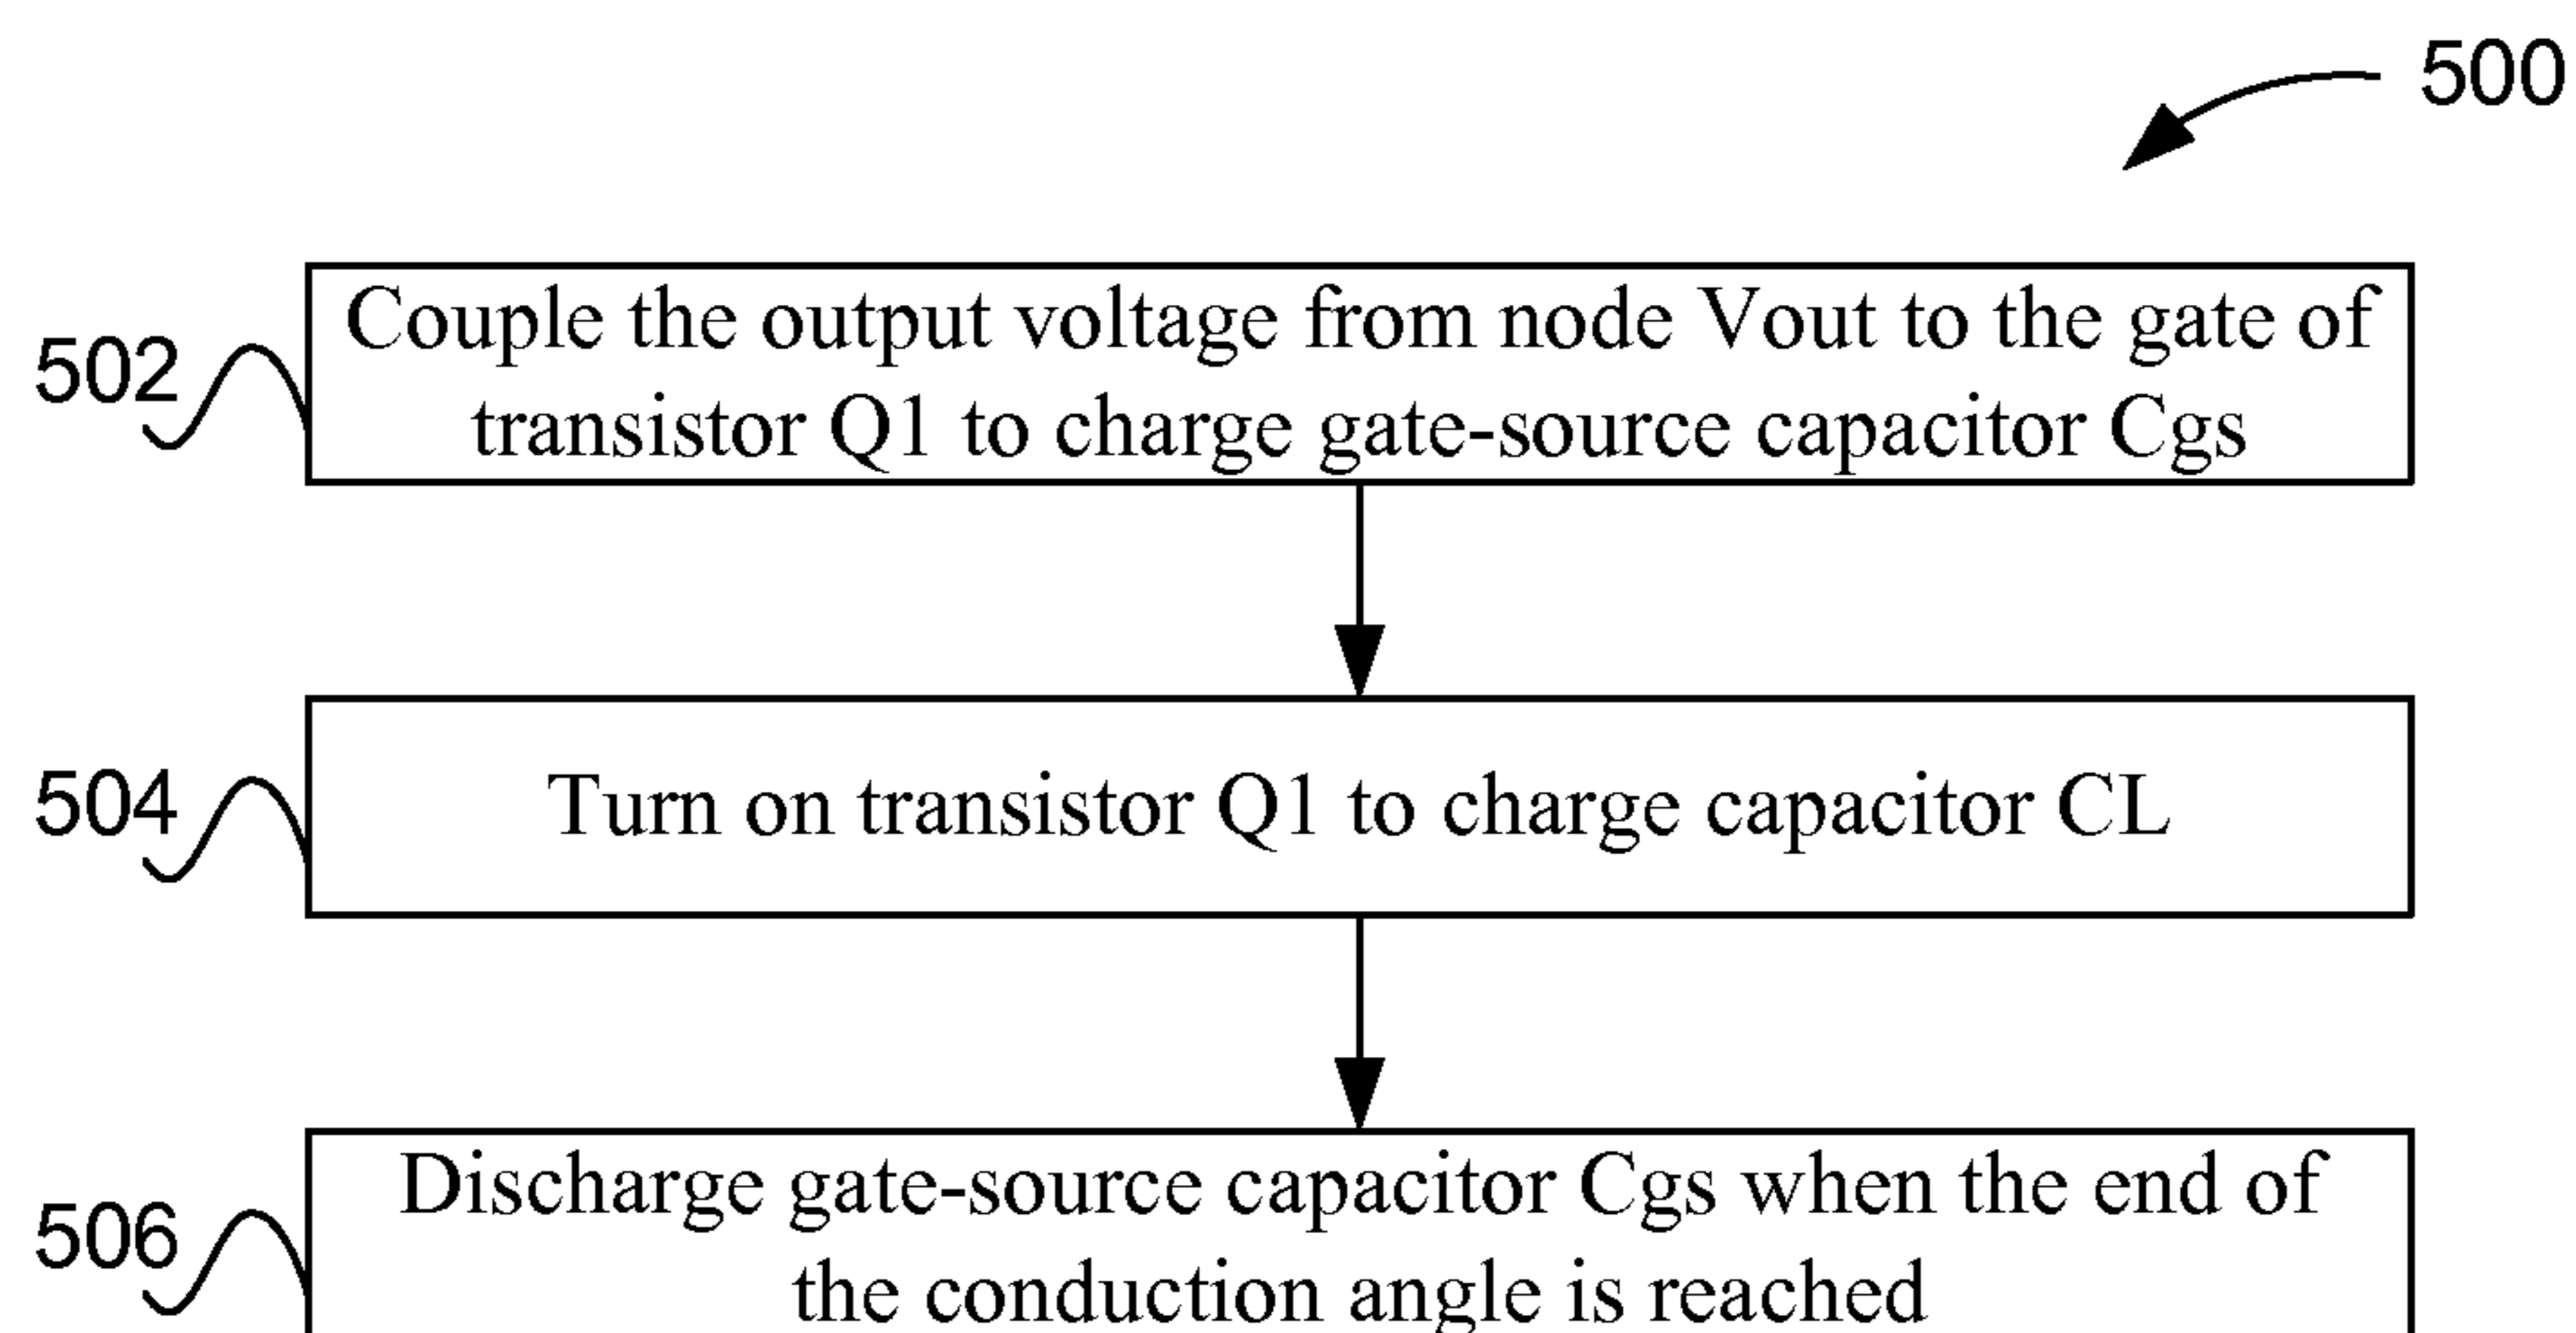 500
502
Couple the output voltage from node Vout to the gate of
transistor Q1 to charge gate-source capacitor Cgs
504
Turn on transistor Q1 to charge capacitor CL
506
Discharge gate-source capacitor Cgs when the end of
the conduction angle is reached